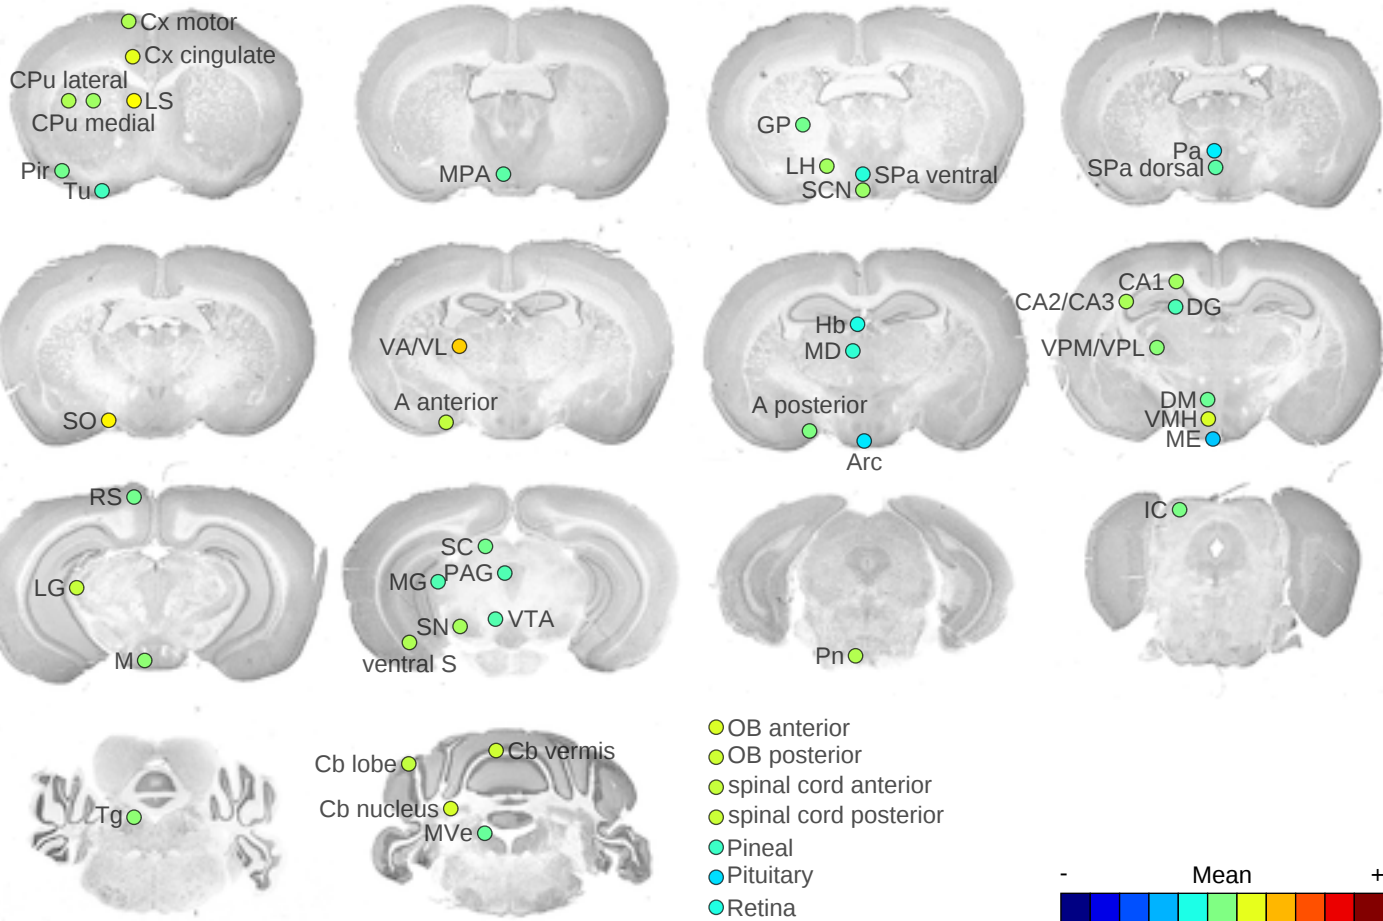 Cx motor
Cx cingulate
CPu lateral
LS
CPu medial
Pir
Tu
MPA
GP
LH
SPa ventral
SCN
Pa
SPa dorsal
SO
VA/VL
A anterior
Hb
MD
A posterior
Arc
CA1
CA2/CA3
DG
VPM/VPL
DM
VMH
ME
RS
LG
M
SC
PAG
MG
VTA
SN
ventral S
Pn
IC
Tg
Cb vermis
Cb lobe
Cb nucleus
MVe
OB anterior
OB posterior
spinal cord anterior
spinal cord posterior
Pineal
Pituitary
Retina
- Mean +